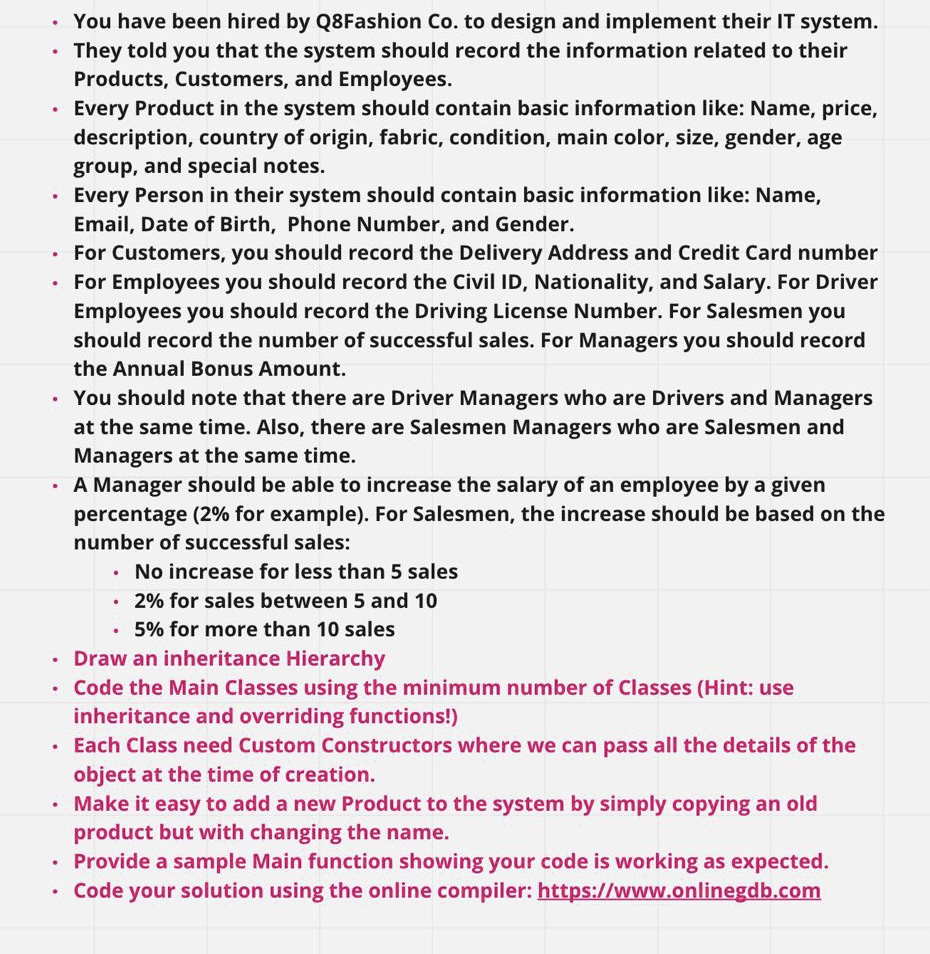 • You have been hired by Q8Fashion Co. to design and implement their IT system.
• They told you that the system should record the information related to their
Products, Customers, and Employees.
• Every Product in the system should contain basic information like: Name, price,
description, country of origin, fabric, condition, main color, size, gender, age
group, and special notes.
• Every Person in their system should contain basic information like: Name,
Email, Date of Birth,  Phone Number, and Gender.
• For Customers, you should record the Delivery Address and Credit Card number
• For Employees you should record the Civil ID, Nationality, and Salary. For Driver
Employees you should record the Driving License Number. For Salesmen you
should record the number of successful sales. For Managers you should record
the Annual Bonus Amount.
• You should note that there are Driver Managers who are Drivers and Managers
at the same time. Also, there are Salesmen Managers who are Salesmen and
Managers at the same time.
• A Manager should be able to increase the salary of an employee by a given
percentage (2% for example). For Salesmen, the increase should be based on the
number of successful sales:
• No increase for less than 5 sales
• 2% for sales between 5 and 10
• 5% for more than 10 sales
• Draw an inheritance Hierarchy
• Code the Main Classes using the minimum number of Classes (Hint: use
inheritance and overriding functions!)
• Each Class need Custom Constructors where we can pass all the details of the
object at the time of creation.
• Make it easy to add a new Product to the system by simply copying an old
product but with changing the name.
• Provide a sample Main function showing your code is working as expected.
• Code your solution using the online compiler: https://www.onlinegdb.com